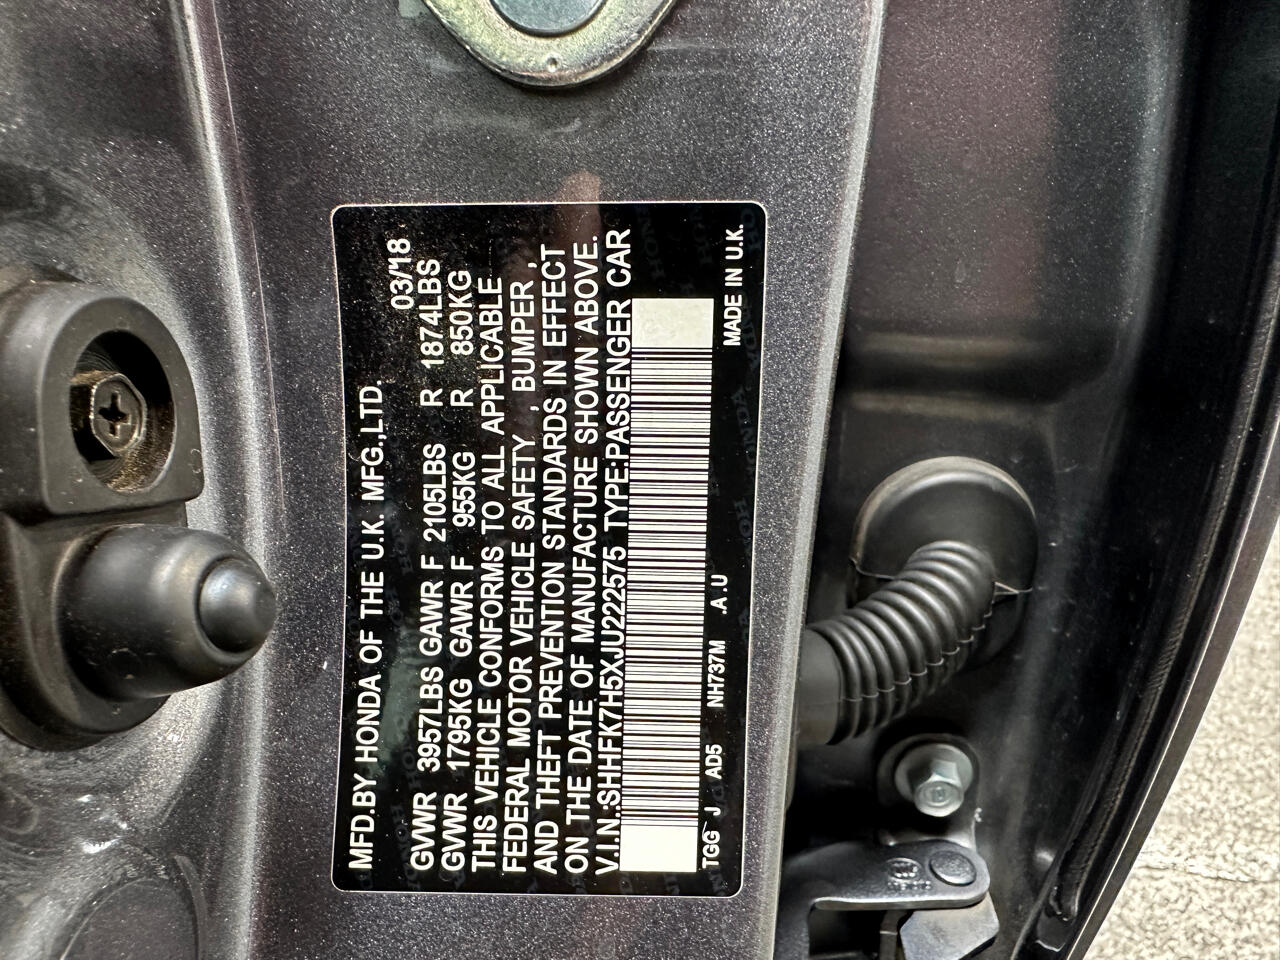 MFD.BY HONDA OF THE U.K. MFG.,LTD. 03/18
GVWR 3957LBS GAWR F 2105LBS R 1874LBS
GVWR 1795KG GAWR F 955KG R 850KG
THIS VEHICLE CONFORMS TO ALL APPLICABLE
FEDERAL MOTOR VEHICLE SAFETY , BUMPER ,
AND THEFT PREVENTION STANDARDS IN EFFECT
ON THE DATE OF MANUFACTURE SHOWN ABOVE.
V.I.N.:SHHFK7H5XJU222575 TYPE:PASSENGER CAR
TGG J AD5 NH737M .A.U MADE IN U.K.